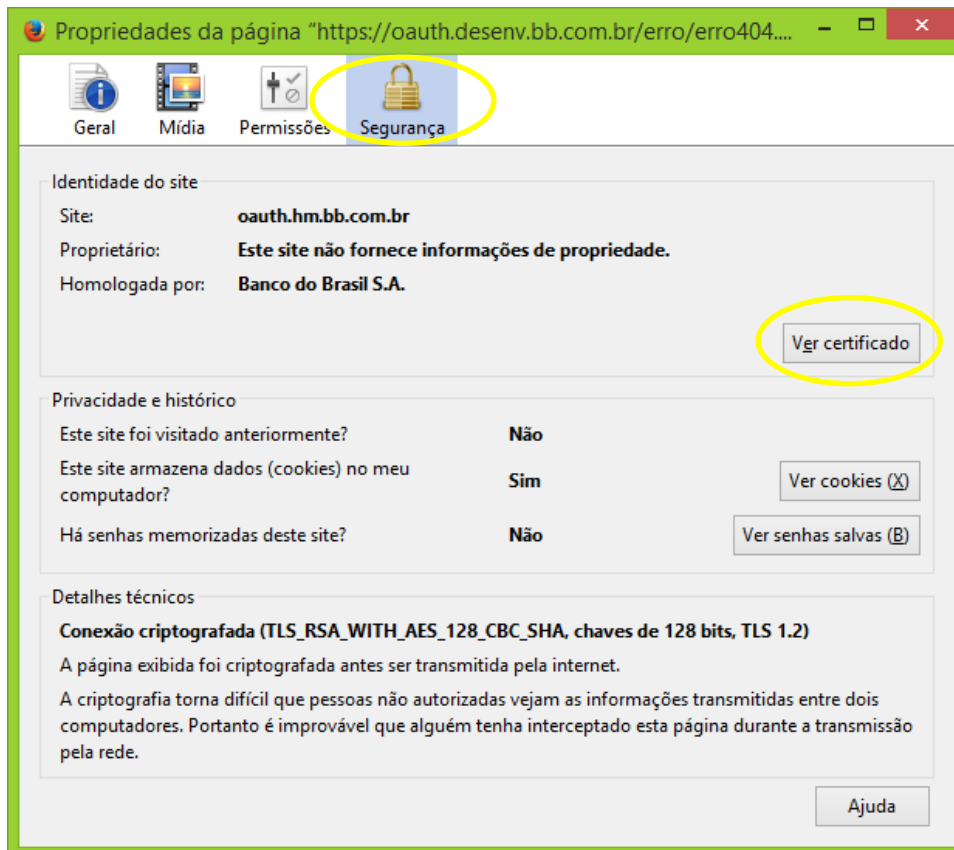 Propriedades da página “https://oauth.desenv.bb.com.br/erro/erro404....
Geral Mídia Permissões Segurança
Identidade do site
Site: oauth.hm.bb.com.br
Proprietário: Este site não fornece informações de propriedade.
Homologada por: Banco do Brasil S.A.
Ver certificado
Privacidade e histórico
Este site foi visitado anteriormente? Não
Este site armazena dados (cookies) no meu
computador? Sim Ver cookies (X)
Há senhas memorizadas deste site? Não Ver senhas salvas (B)
Detalhes técnicos
Conexão criptografada (TLS_RSA_WITH_AES_128_CBC_SHA, chaves de 128 bits, TLS 1.2)
A página exibida foi criptografada antes ser transmitida pela internet.
A criptografia torna difícil que pessoas não autorizadas vejam as informações transmitidas entre dois
computadores. Portanto é improvável que alguém tenha interceptado esta página durante a transmissão
pela rede.
Ajuda